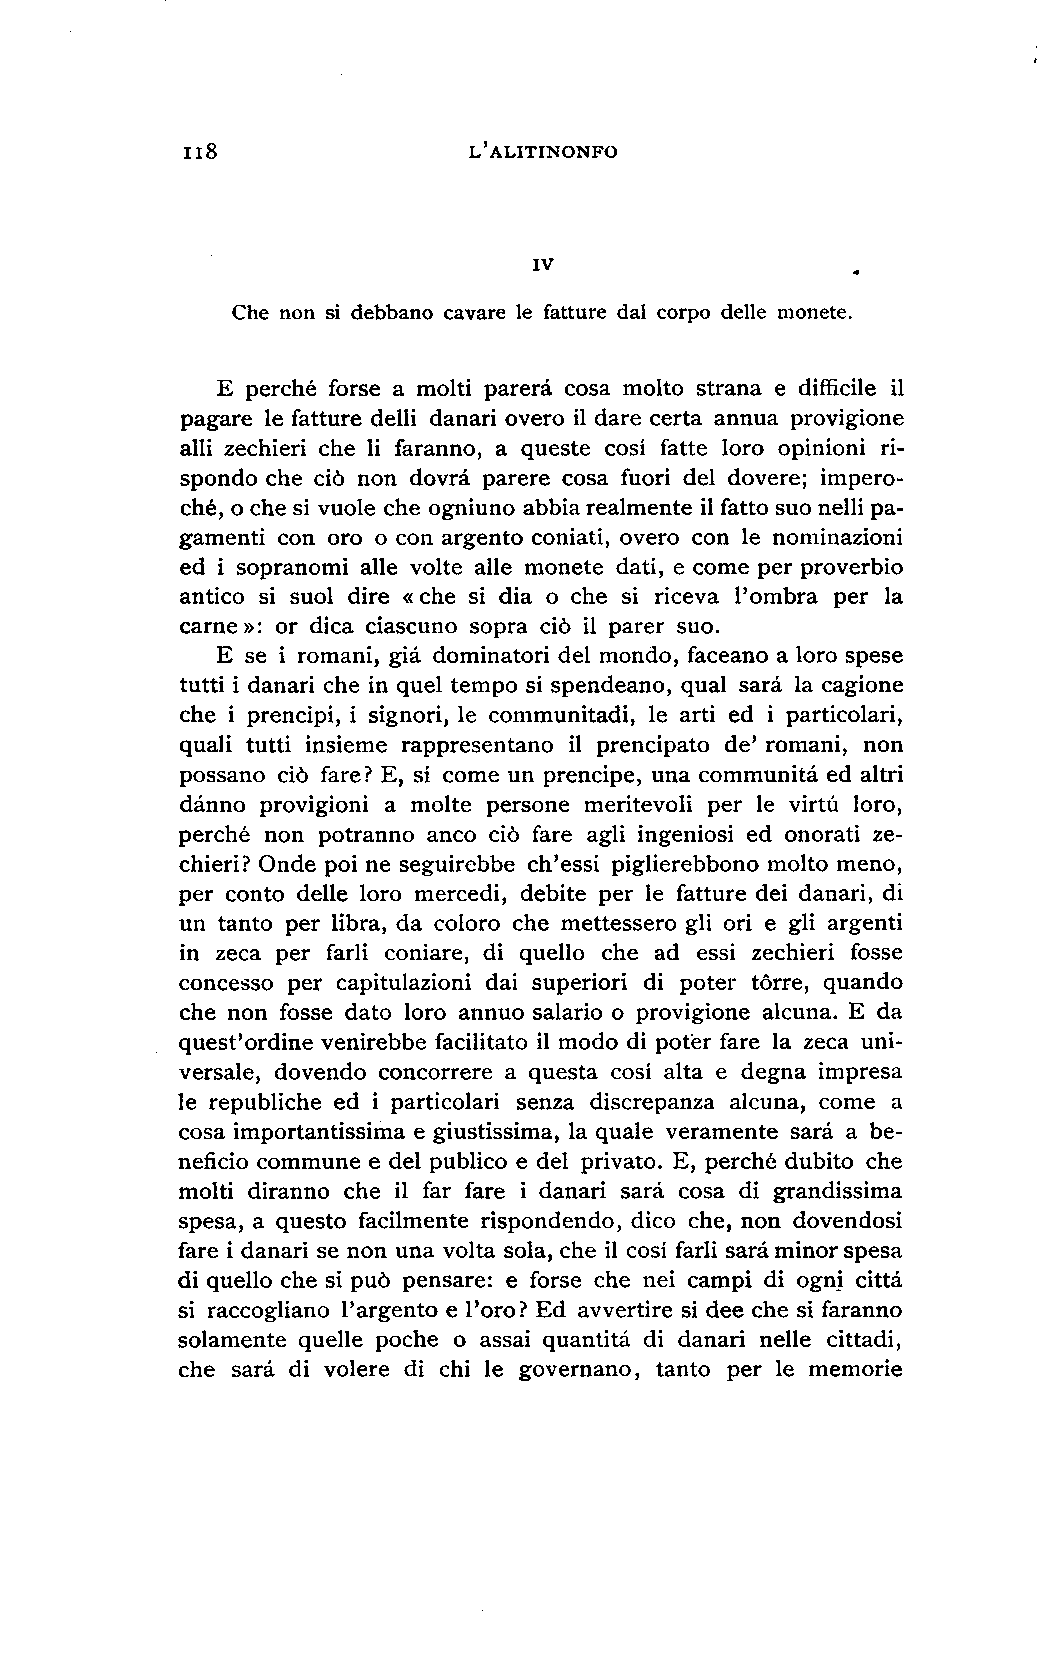 118 L'ALITINONFO
IV
Che non si debbano cavare le fatture dal corpo delle monete.
E perché forse a molti parerá cosa molto strana e difficile il
pagare le fatture delli danari overo il dare certa annua provigione
alli zechieri che li faranno, a queste cosí fatte loro opinioni ri-
spondo che ciò non dovrá parere cosa fuori del dovere; impero-
ché, o che si vuole che ogniuno abbia realmente il fatto suo nelli pa-
gamenti con oro o con argento coniati, overo con le nominazioni
ed i sopranomi alle volte alle monete dati, e come per proverbio
antico si suol dire « che si dia o che si riceva l'ombra per la
carne »: or dica ciascuno sopra ciò il parer suo.
E se i romani, giá dominatori del mondo, faceano a loro spese
tutti i danari che in quel tempo si spendeano, qual sará la cagione
che i prencipi, i signori, le communitadi, le arti ed i particolari,
quali tutti insieme rappresentano il prencipato de' romani, non
possano ciò fare? E, sí come un prencipe, una communitá ed altri
dánno provigioni a molte persone meritevoli per le virtú loro,
perché non potranno anco ciò fare agli ingeniosi ed onorati ze-
chieri? Onde poi ne seguirebbe ch'essi piglierebbono molto meno,
per conto delle loro mercedi, debite per le fatture dei danari, di
un tanto per libra, da coloro che mettessero gli ori e gli argenti
in zeca per farli coniare, di quello che ad essi zechieri fosse
concesso per capitulazioni dai superiori di poter tôrre, quando
che non fosse dato loro annuo salario o provigione alcuna. E da
quest'ordine venirebbe facilitato il modo di poter fare la zeca uni-
versale, dovendo concorrere a questa cosí alta e degna impresa
le republiche ed i particolari senza discrepanza alcuna, come a
cosa importantissima e giustissima, la quale veramente sará a be-
neficio commune e del publico e del privato. E, perché dubito che
molti diranno che il far fare i danari sará cosa di grandissima
spesa, a questo facilmente rispondendo, dico che, non dovendosi
fare i danari se non una volta sola, che il cosí farli sará minor spesa
di quello che si può pensare: e forse che nei campi di ogni cittá
si raccogliano l'argento e l'oro? Ed avvertire si dee che si faranno
solamente quelle poche o assai quantitá di danari nelle cittadi,
che sará di volere di chi le governano, tanto per le memorie